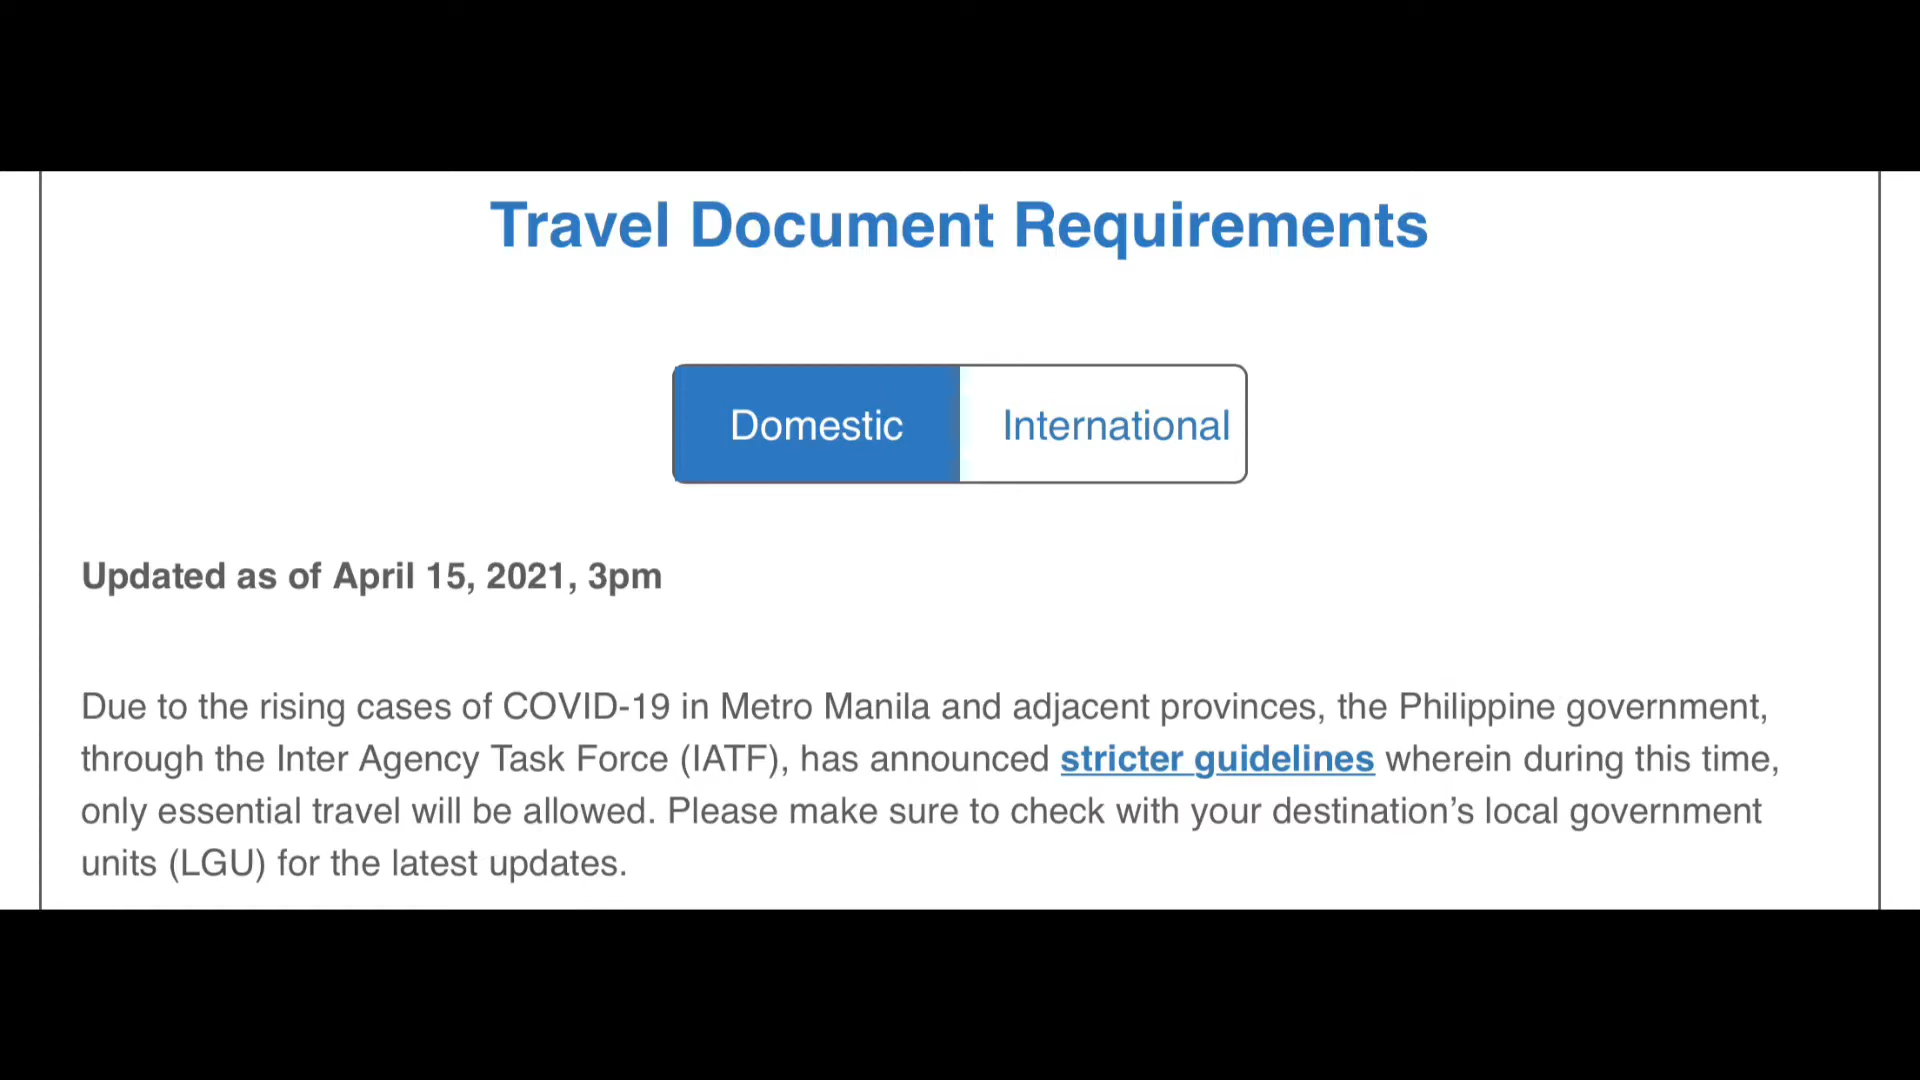 Travel Document Requirements
Domestic
International
Updated as of April 15, 2021, 3pm
Due to the rising cases of COVID-19 in Metro Manila and adjacent provinces, the Philippine government,
through the Inter Agency Task Force (IATF), has announced stricter guidelines wherein during this time,
only essential travel will be allowed. Please make sure to check with your destination’s local government
units (LGU) for the latest updates.